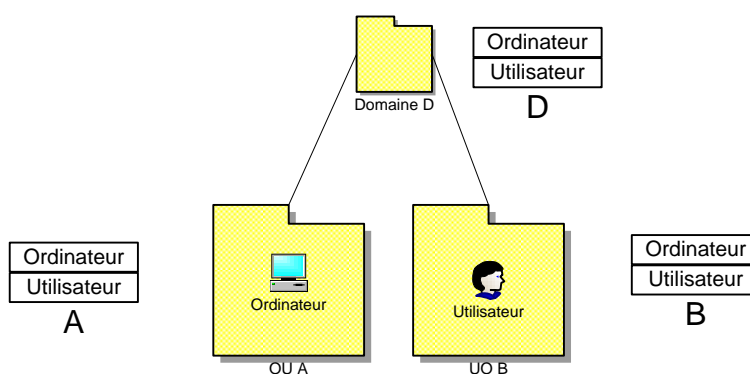 Ordinateur
Utilisateur
D
Domaine D
Ordinateur
Utilisateur
A
Ordinateur
OU A
Utilisateur
UO B
Ordinateur
Utilisateur
B